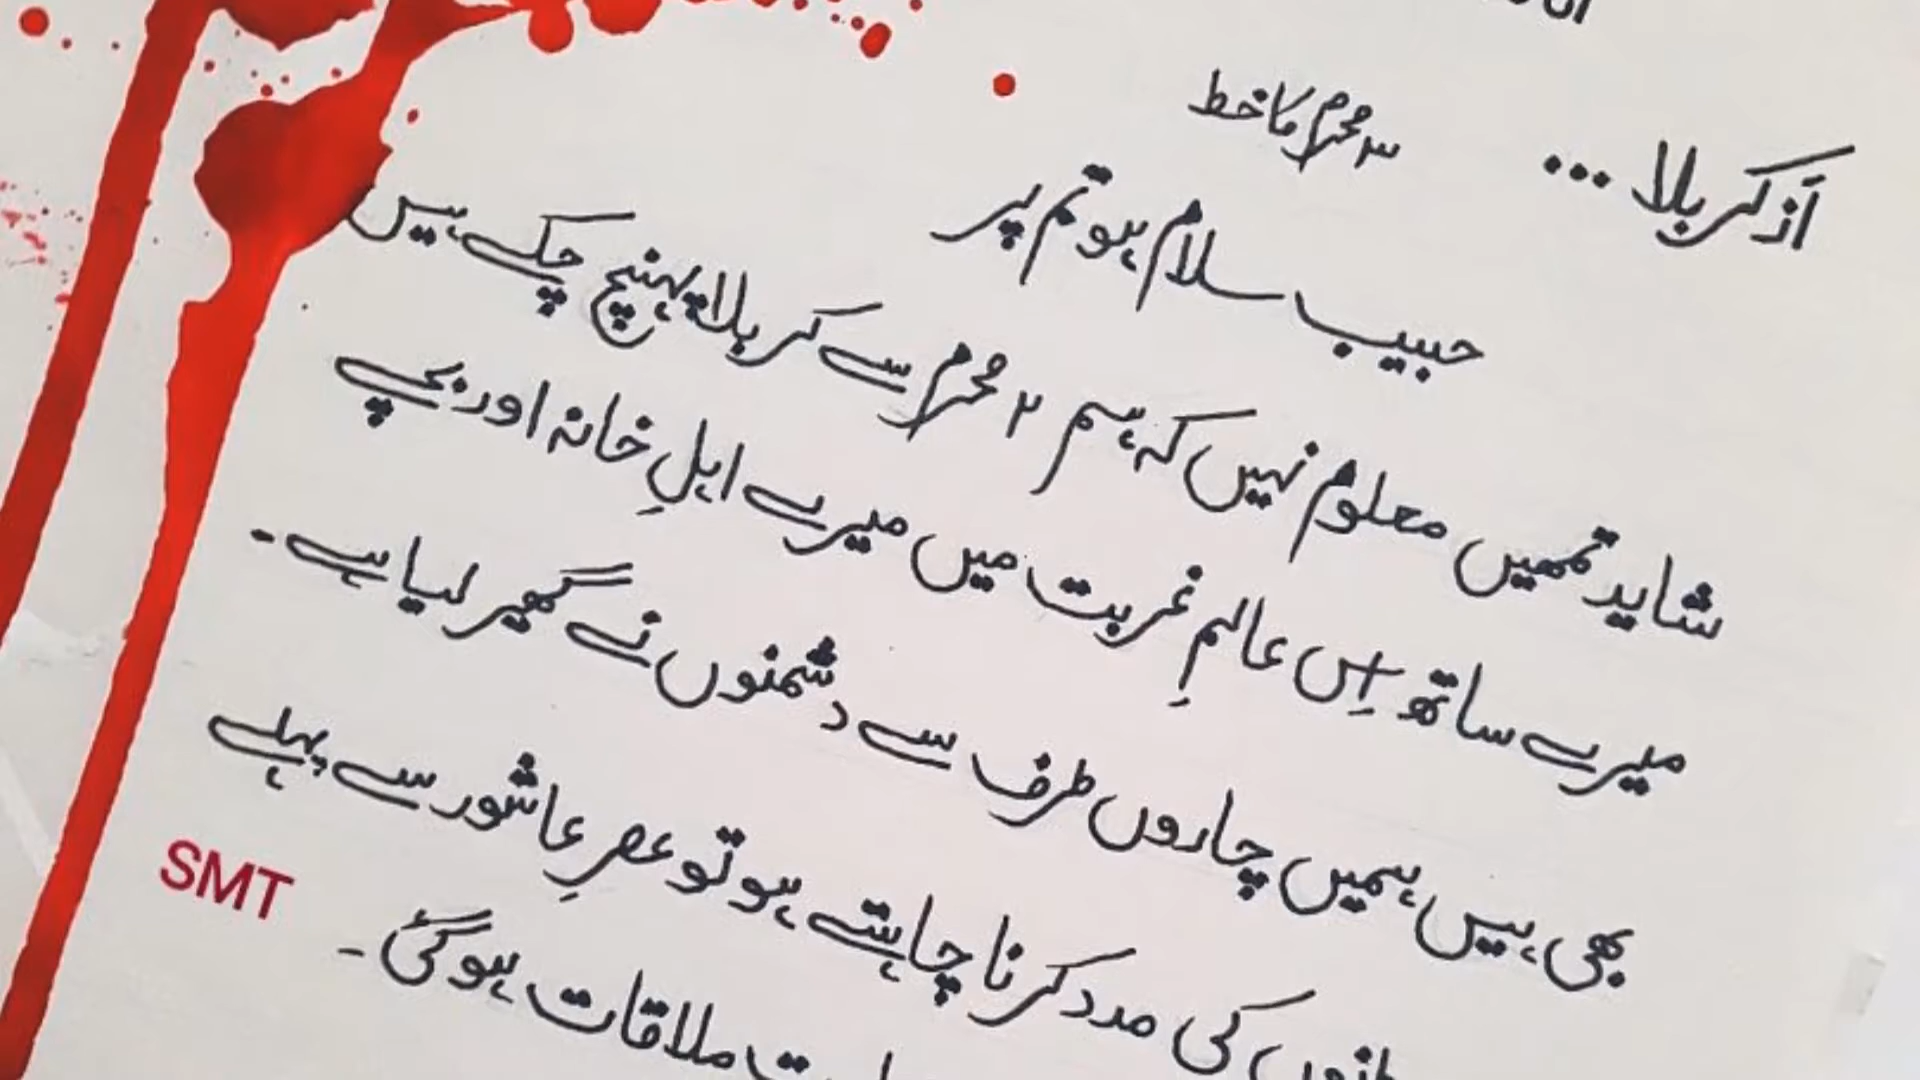 از کربلا ...
۳ محرم کا خط
حبیب سلام ہو تم پر
شاید تمھیں معلوم نہیں کہ ہم ۲ محرم سے کربلا پہنچ چکے ہیں
میرے ساتھ اِس عالمِ غربت میں میرے اہلِ خانہ اور بچے
بھی ہیں ہمیں چاروں طرف سے دشمنوں نے گھیر لیا ہے۔
کی مدد کرنا چاہتے ہو تو عصرِ عاشور سے پہلے
ملاقات ہو گی۔
SMT